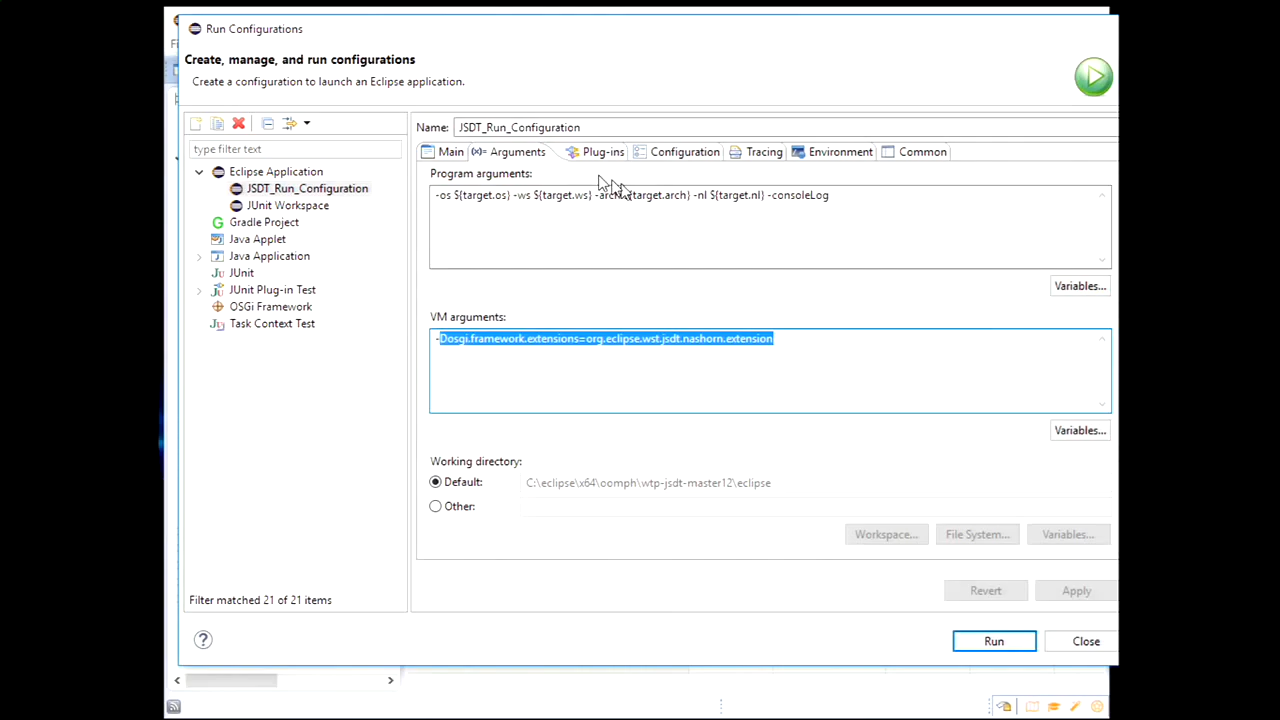 Run Configurations
Create, manage, and run configurations
Create a configuration to launch an Eclipse application.
type filter text
Eclipse Application
JSDT_Run_Configuration
JUnit Workspace
Gradle Project
Java Applet
Java Application
JUnit
JUnit Plug-in Test
OSGi Framework
Task Context Test
Filter matched 21 of 21 items
Name: JSDT_Run_Configuration
Main (x)= Arguments Plug-ins Configuration Tracing Environment Common
Program arguments:
-os ${target.os} -ws ${target.ws} -arch ${target.arch} -nl ${target.nl} -consoleLog
Variables...
VM arguments:
-Dosgi.framework.extensions=org.eclipse.wst.jsdt.nashorn.extension
Variables...
Working directory:
Default: C:\eclipse\x64\oomph\wtp-jsdt-master12\eclipse
Other:
Workspace... File System... Variables...
Revert Apply
Run Close